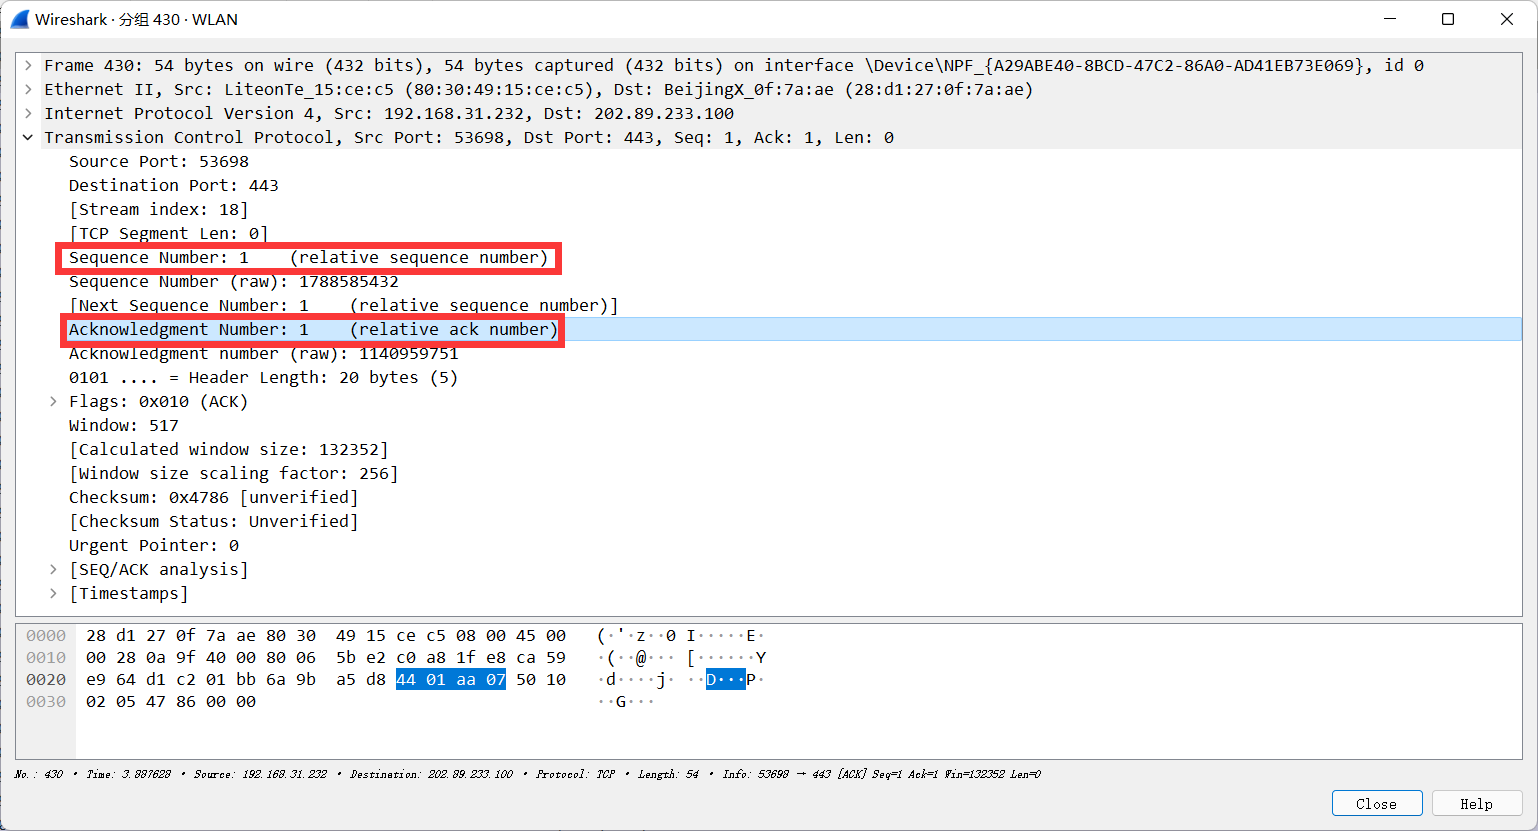 Wireshark · 分组 430 · WLAN
Frame 430: 54 bytes on wire (432 bits), 54 bytes captured (432 bits) on interface \Device\NPF_{A29ABE40-8BCD-47C2-86A0-AD41EB73E069}, id 0
Ethernet II, Src: LiteonTe_15:ce:c5 (80:30:49:15:ce:c5), Dst: BeijingX_0f:7a:ae (28:d1:27:0f:7a:ae)
Internet Protocol Version 4, Src: 192.168.31.232, Dst: 202.89.233.100
Transmission Control Protocol, Src Port: 53698, Dst Port: 443, Seq: 1, Ack: 1, Len: 0
Source Port: 53698
Destination Port: 443
[Stream index: 18]
[TCP Segment Len: 0]
Sequence Number: 1    (relative sequence number)
Sequence Number (raw): 1788585432
[Next Sequence Number: 1    (relative sequence number)]
Acknowledgment Number: 1    (relative ack number)
Acknowledgment number (raw): 1140959751
0101 .... = Header Length: 20 bytes (5)
Flags: 0x010 (ACK)
Window: 517
[Calculated window size: 132352]
[Window size scaling factor: 256]
Checksum: 0x4786 [unverified]
[Checksum Status: Unverified]
Urgent Pointer: 0
[SEQ/ACK analysis]
[Timestamps]
0000 28 d1 27 0f 7a ae 80 30 49 15 ce c5 08 00 45 00 (·'·z··0 I·····E·
0010 00 28 0a 9f 40 00 80 06 5b e2 c0 a8 1f e8 ca 59 ·(··@··· [······Y
0020 e9 64 d1 c2 01 bb 6a 9b a5 d8 44 01 aa 07 50 10 ·d····j· ··D···P·
0030 02 05 47 86 00 00 ··G···
No.: 430 · Time: 3.887628 · Source: 192.168.31.232 · Destination: 202.89.233.100 · Protocol: TCP · Length: 54 · Info: 53698 → 443 [ACK] Seq=1 Ack=1 Win=132352 Len=0
Close
Help